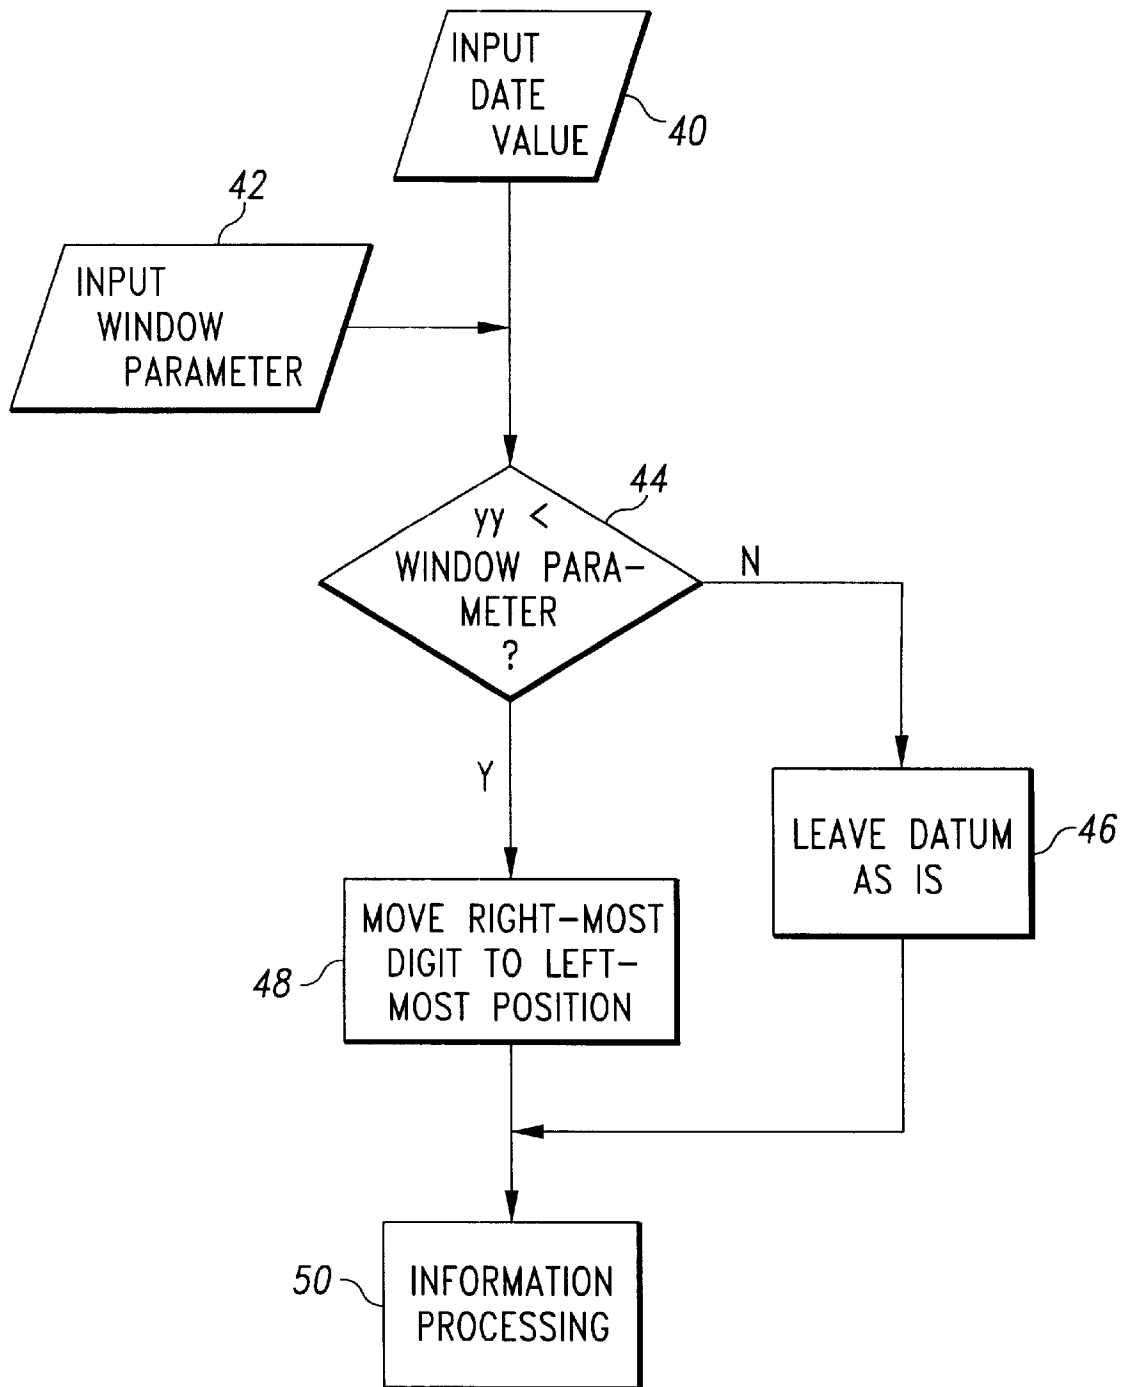 INPUT
DATE
VALUE
40
42
INPUT
WINDOW
PARAMETER
44
yy <
WINDOW PARA-
METER
?
N
Y
LEAVE DATUM
AS IS
46
MOVE RIGHT-MOST
DIGIT TO LEFT-
MOST POSITION
48
50
INFORMATION
PROCESSING